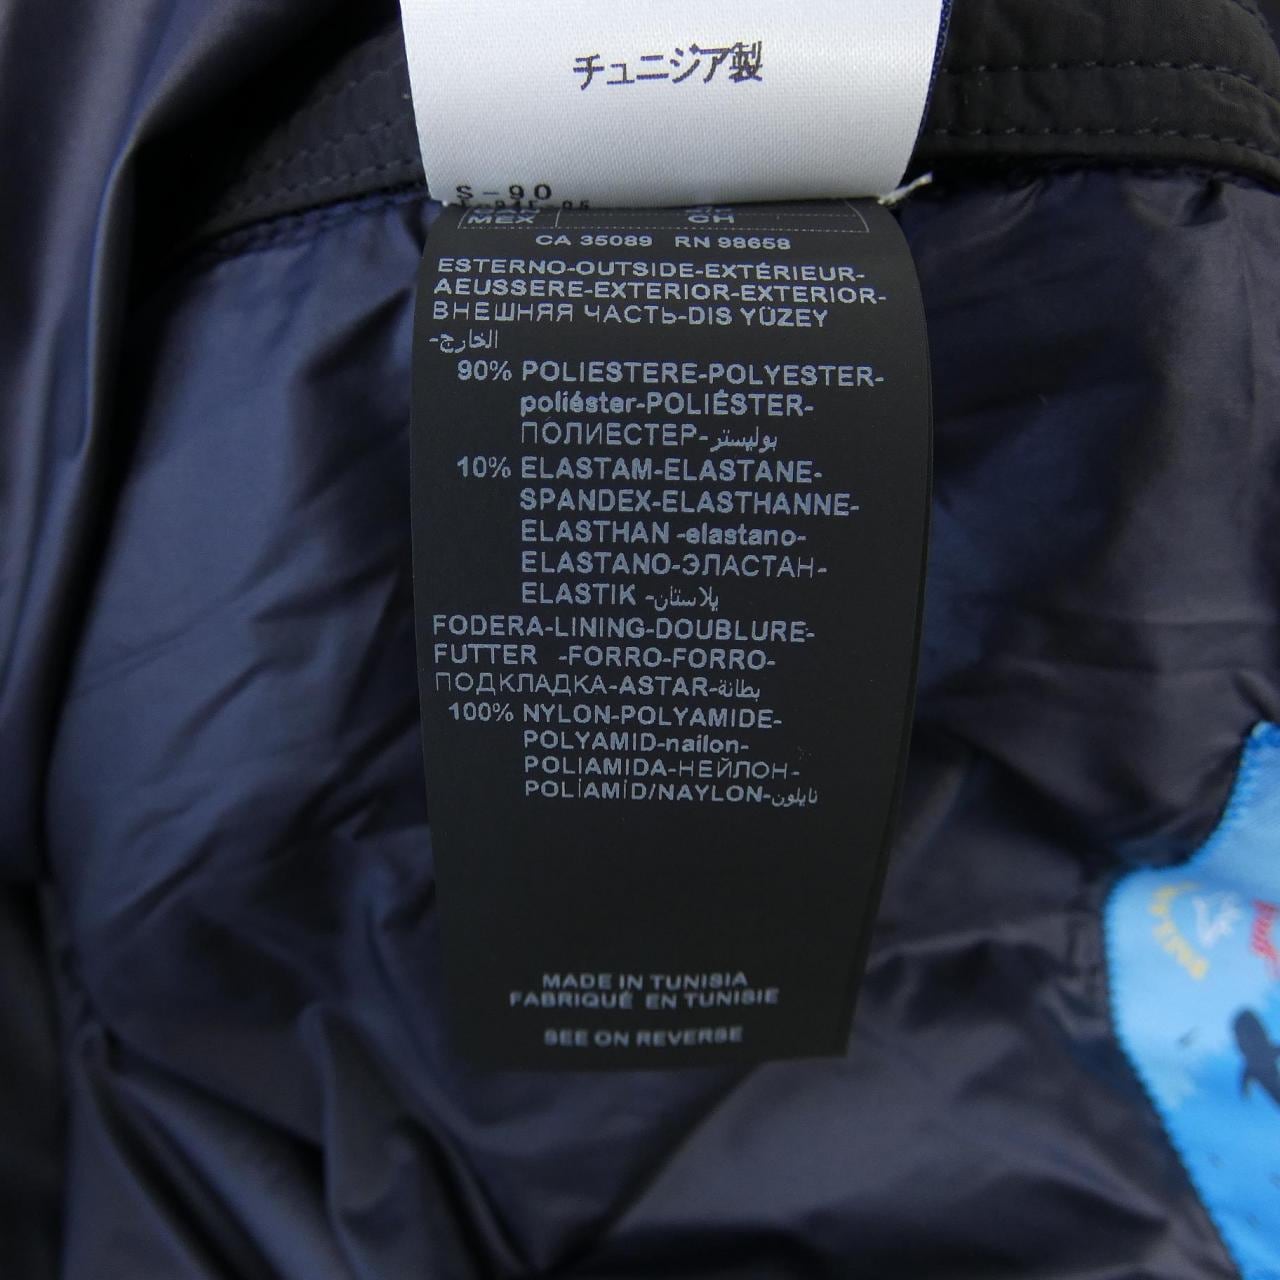 チュニジア製
S-90
MEX CH
CA 35089 RN 98658
ESTERNO-OUTSIDE-EXTÉRIEUR-
AEUSSERE-EXTERIOR-EXTERIOR-
ВНЕШНЯЯ ЧАСТЬ-DIS YÜZEY
-الخارج
90% POLIESTERE-POLYESTER-
poliéster-POLIÉSTER-
ПОЛИЕСТЕР-بوليستر
10% ELASTAM-ELASTANE-
SPANDEX-ELASTHANNE-
ELASTHAN -elastano-
ELASTANO-ЭЛАСТАН-
ELASTIK -يلاستان
FODERA-LINING-DOUBLURE-
FUTTER -FORRO-FORRO-
ПОДКЛАДКА-ASTAR-بطانة
100% NYLON-POLYAMIDE-
POLYAMID-nailon-
POLIAMIDA-НЕЙЛОН-
POLİAMİD/NAYLON-نايلون
MADE IN TUNISIA
FABRIQUÉ EN TUNISIE
SEE ON REVERSE